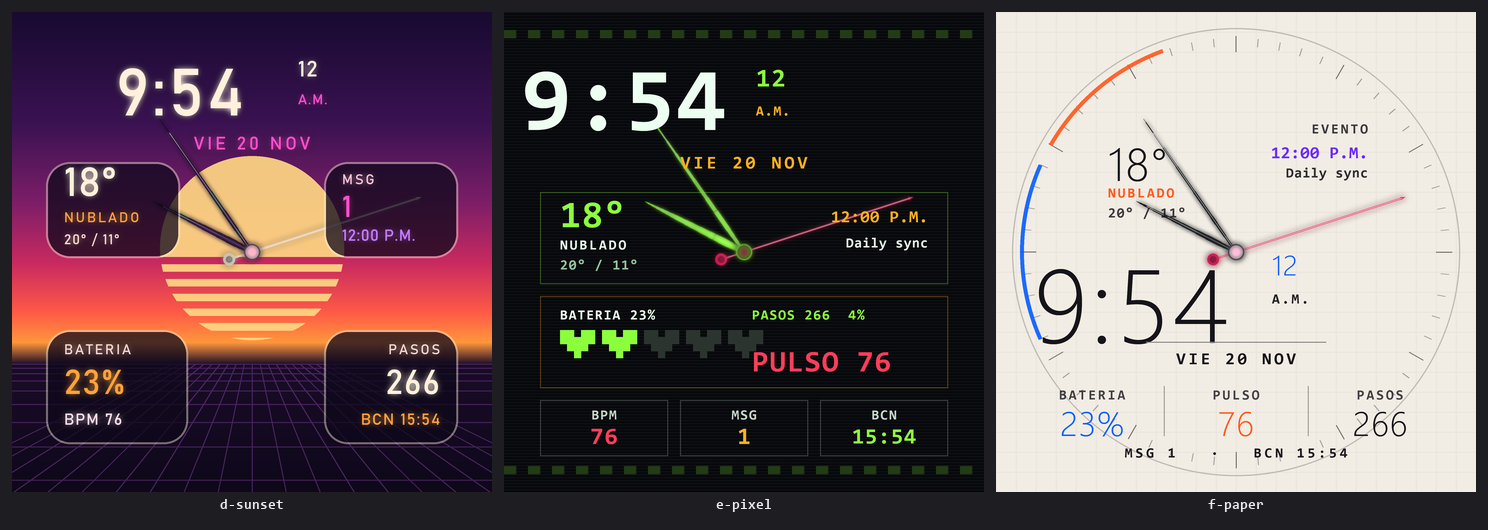 9:54
12
A.M.
VIE 20 NOV
18°
NUBLADO
20° / 11°
MSG
1
12:00 P.M.
BATERIA
23%
BPM 76
PASOS
266
BCN 15:54
d-sunset
9:54
12
A.M.
VIE 20 NOV
18°
NUBLADO
20° / 11°
12:00 P.M.
Daily sync
BATERIA 23%
PASOS 266 4%
PULSO 76
BPM
76
MSG
1
BCN
15:54
e-pixel
EVENTO
12:00 P.M.
Daily sync
18°
NUBLADO
20° / 11°
9:54
12
A.M.
VIE 20 NOV
BATERIA
23%
PULSO
76
PASOS
266
MSG 1 · BCN 15:54
f-paper